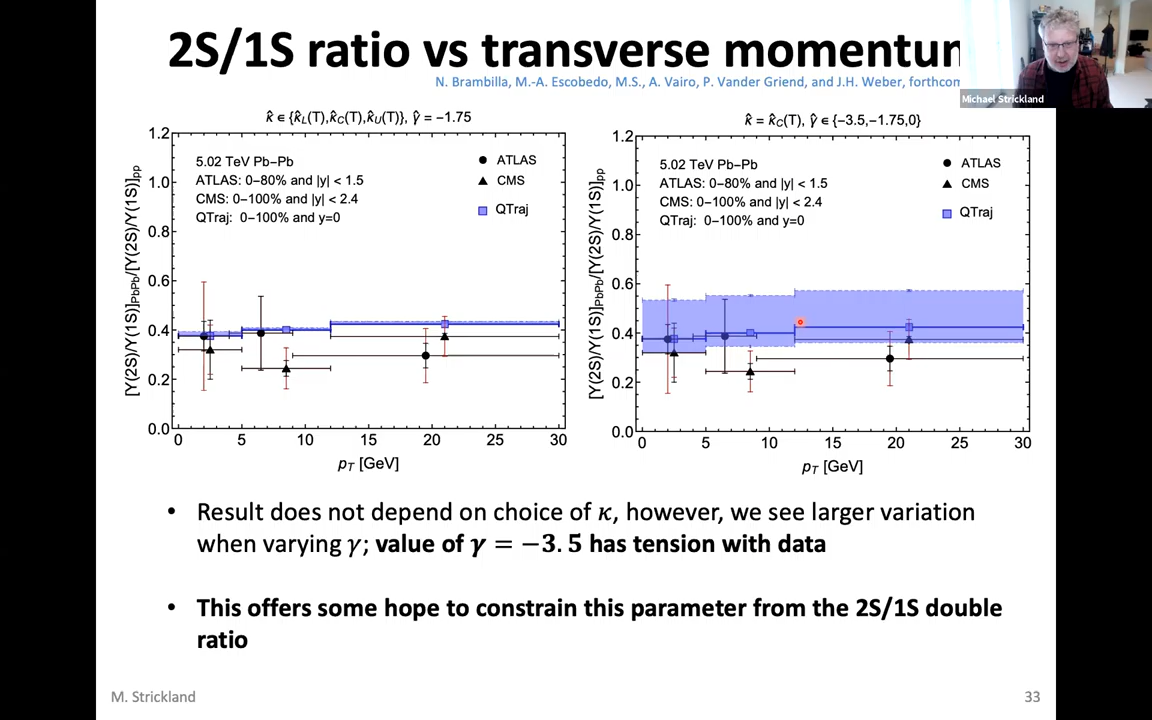 2S/1S ratio vs transverse momentum
N. Brambilla, M.-A. Escobedo, M.S., A. Vairo, P. Vander Griend, and J.H. Weber, forthcom
Michael Strickland
κ̂ ∈ {κ̂L(T),κ̂C(T),κ̂U(T)}, γ̂ = −1.75
1.2
1.0
0.8
0.6
0.4
0.2
0.0
[Υ(2S)/Υ(1S)]PbPb/[Υ(2S)/Υ(1S)]pp
5.02 TeV Pb−Pb
ATLAS: 0−80% and |y| < 1.5
CMS: 0−100% and |y| < 2.4
QTraj: 0−100% and y=0
ATLAS
CMS
QTraj
0 5 10 15 20 25 30
pT [GeV]
κ̂ = κ̂C(T), γ̂ ∈ {−3.5,−1.75,0}
1.2
1.0
0.8
0.6
0.4
0.2
0.0
[Υ(2S)/Υ(1S)]PbPb/[Υ(2S)/Υ(1S)]pp
5.02 TeV Pb−Pb
ATLAS: 0−80% and |y| < 1.5
CMS: 0−100% and |y| < 2.4
QTraj: 0−100% and y=0
ATLAS
CMS
QTraj
0 5 10 15 20 25 30
pT [GeV]
• Result does not depend on choice of κ, however, we see larger variation
when varying γ; value of γ = −3.5 has tension with data
• This offers some hope to constrain this parameter from the 2S/1S double
ratio
M. Strickland
33